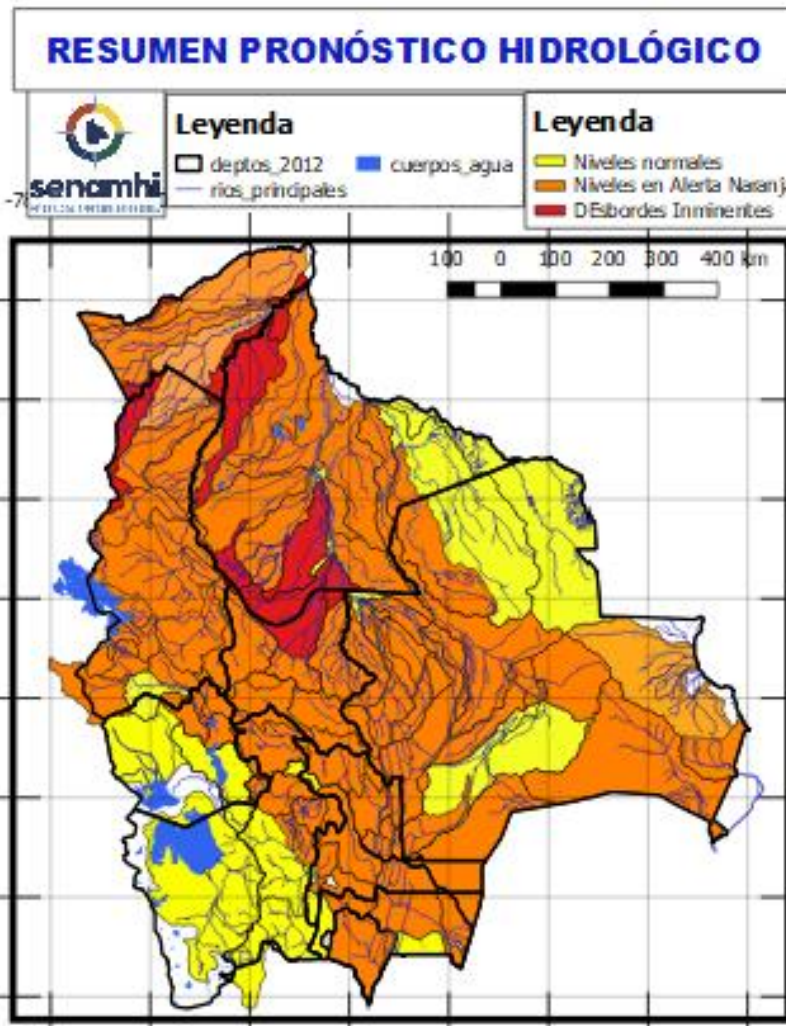 RESUMEN PRONÓSTICO HIDROLÓGICO
senamhi
Leyenda
deptos_2012
cuerpos_agua
rios_principales
Leyenda
Niveles normales
Niveles en Alerta Naranj
DEsbordes Inminentes
100 0 100 200 300 400 km